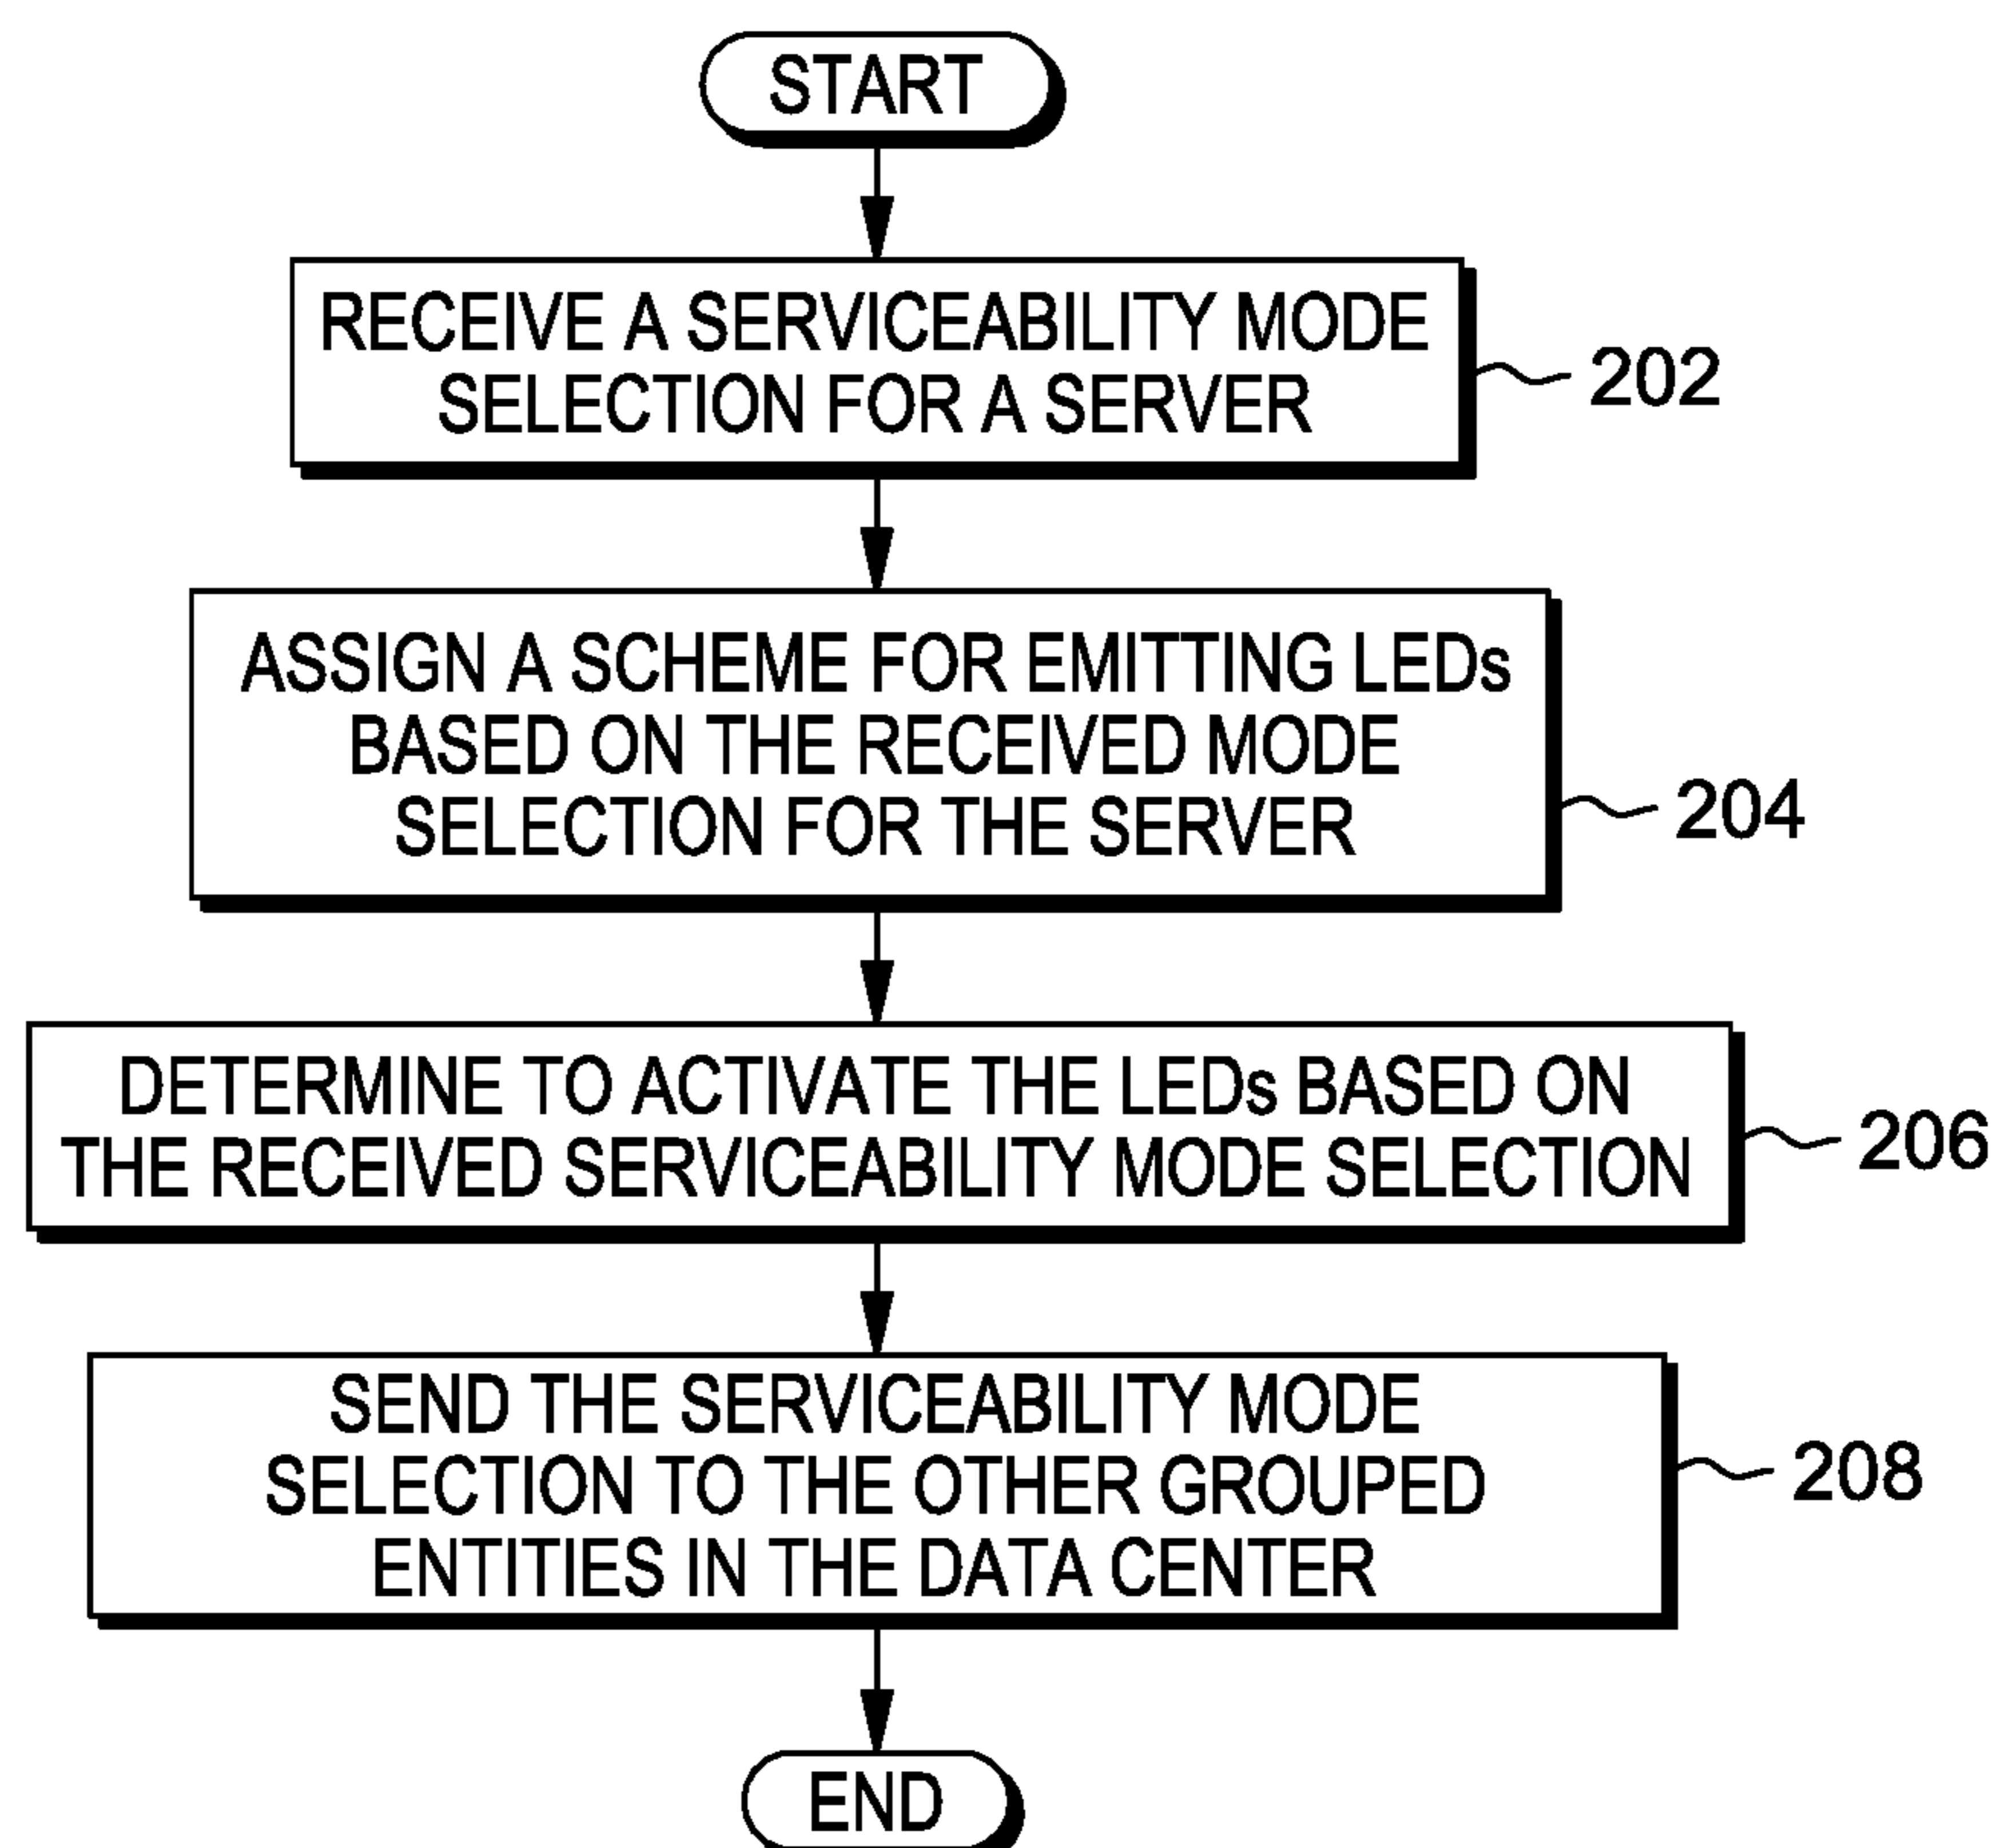 START
RECEIVE A SERVICEABILITY MODE
SELECTION FOR A SERVER
202
ASSIGN A SCHEME FOR EMITTING LEDs
BASED ON THE RECEIVED MODE
SELECTION FOR THE SERVER
204
DETERMINE TO ACTIVATE THE LEDs BASED ON
THE RECEIVED SERVICEABILITY MODE SELECTION
206
SEND THE SERVICEABILITY MODE
SELECTION TO THE OTHER GROUPED
ENTITIES IN THE DATA CENTER
208
END